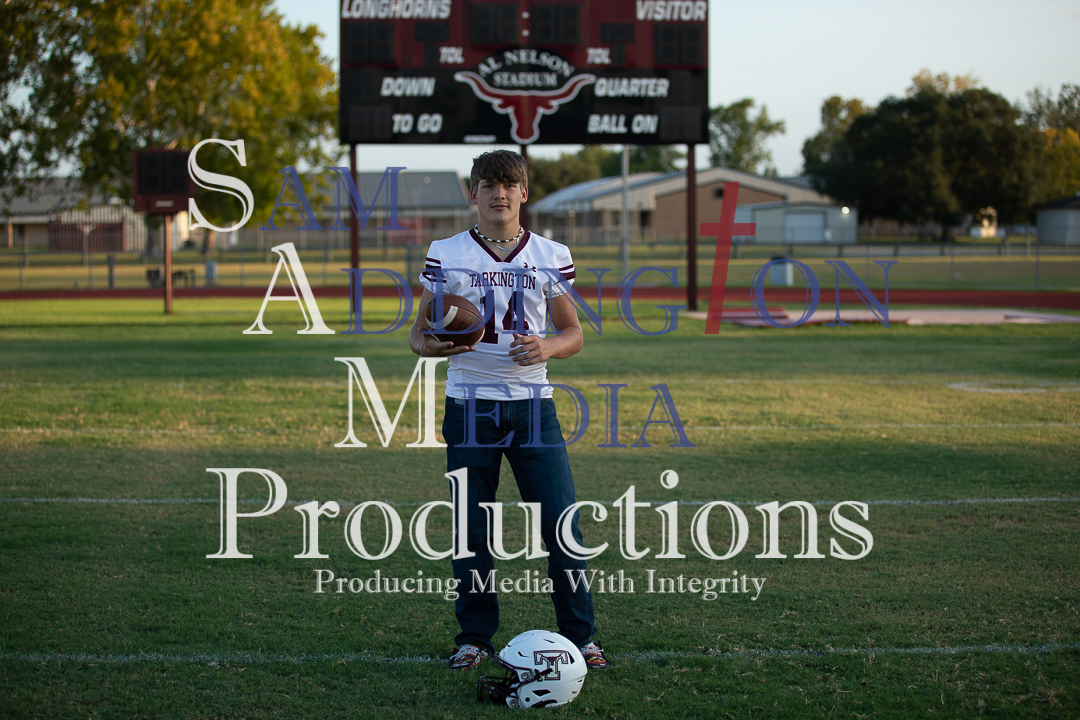 LONGHORNS VISITOR
TOL TOL
AL NELSON
STADIUM
DOWN QUARTER
TO GO BALL ON
SAM
ADDINGTON
MEDIA
Productions
Producing Media With Integrity
TARKINGTON
14
T